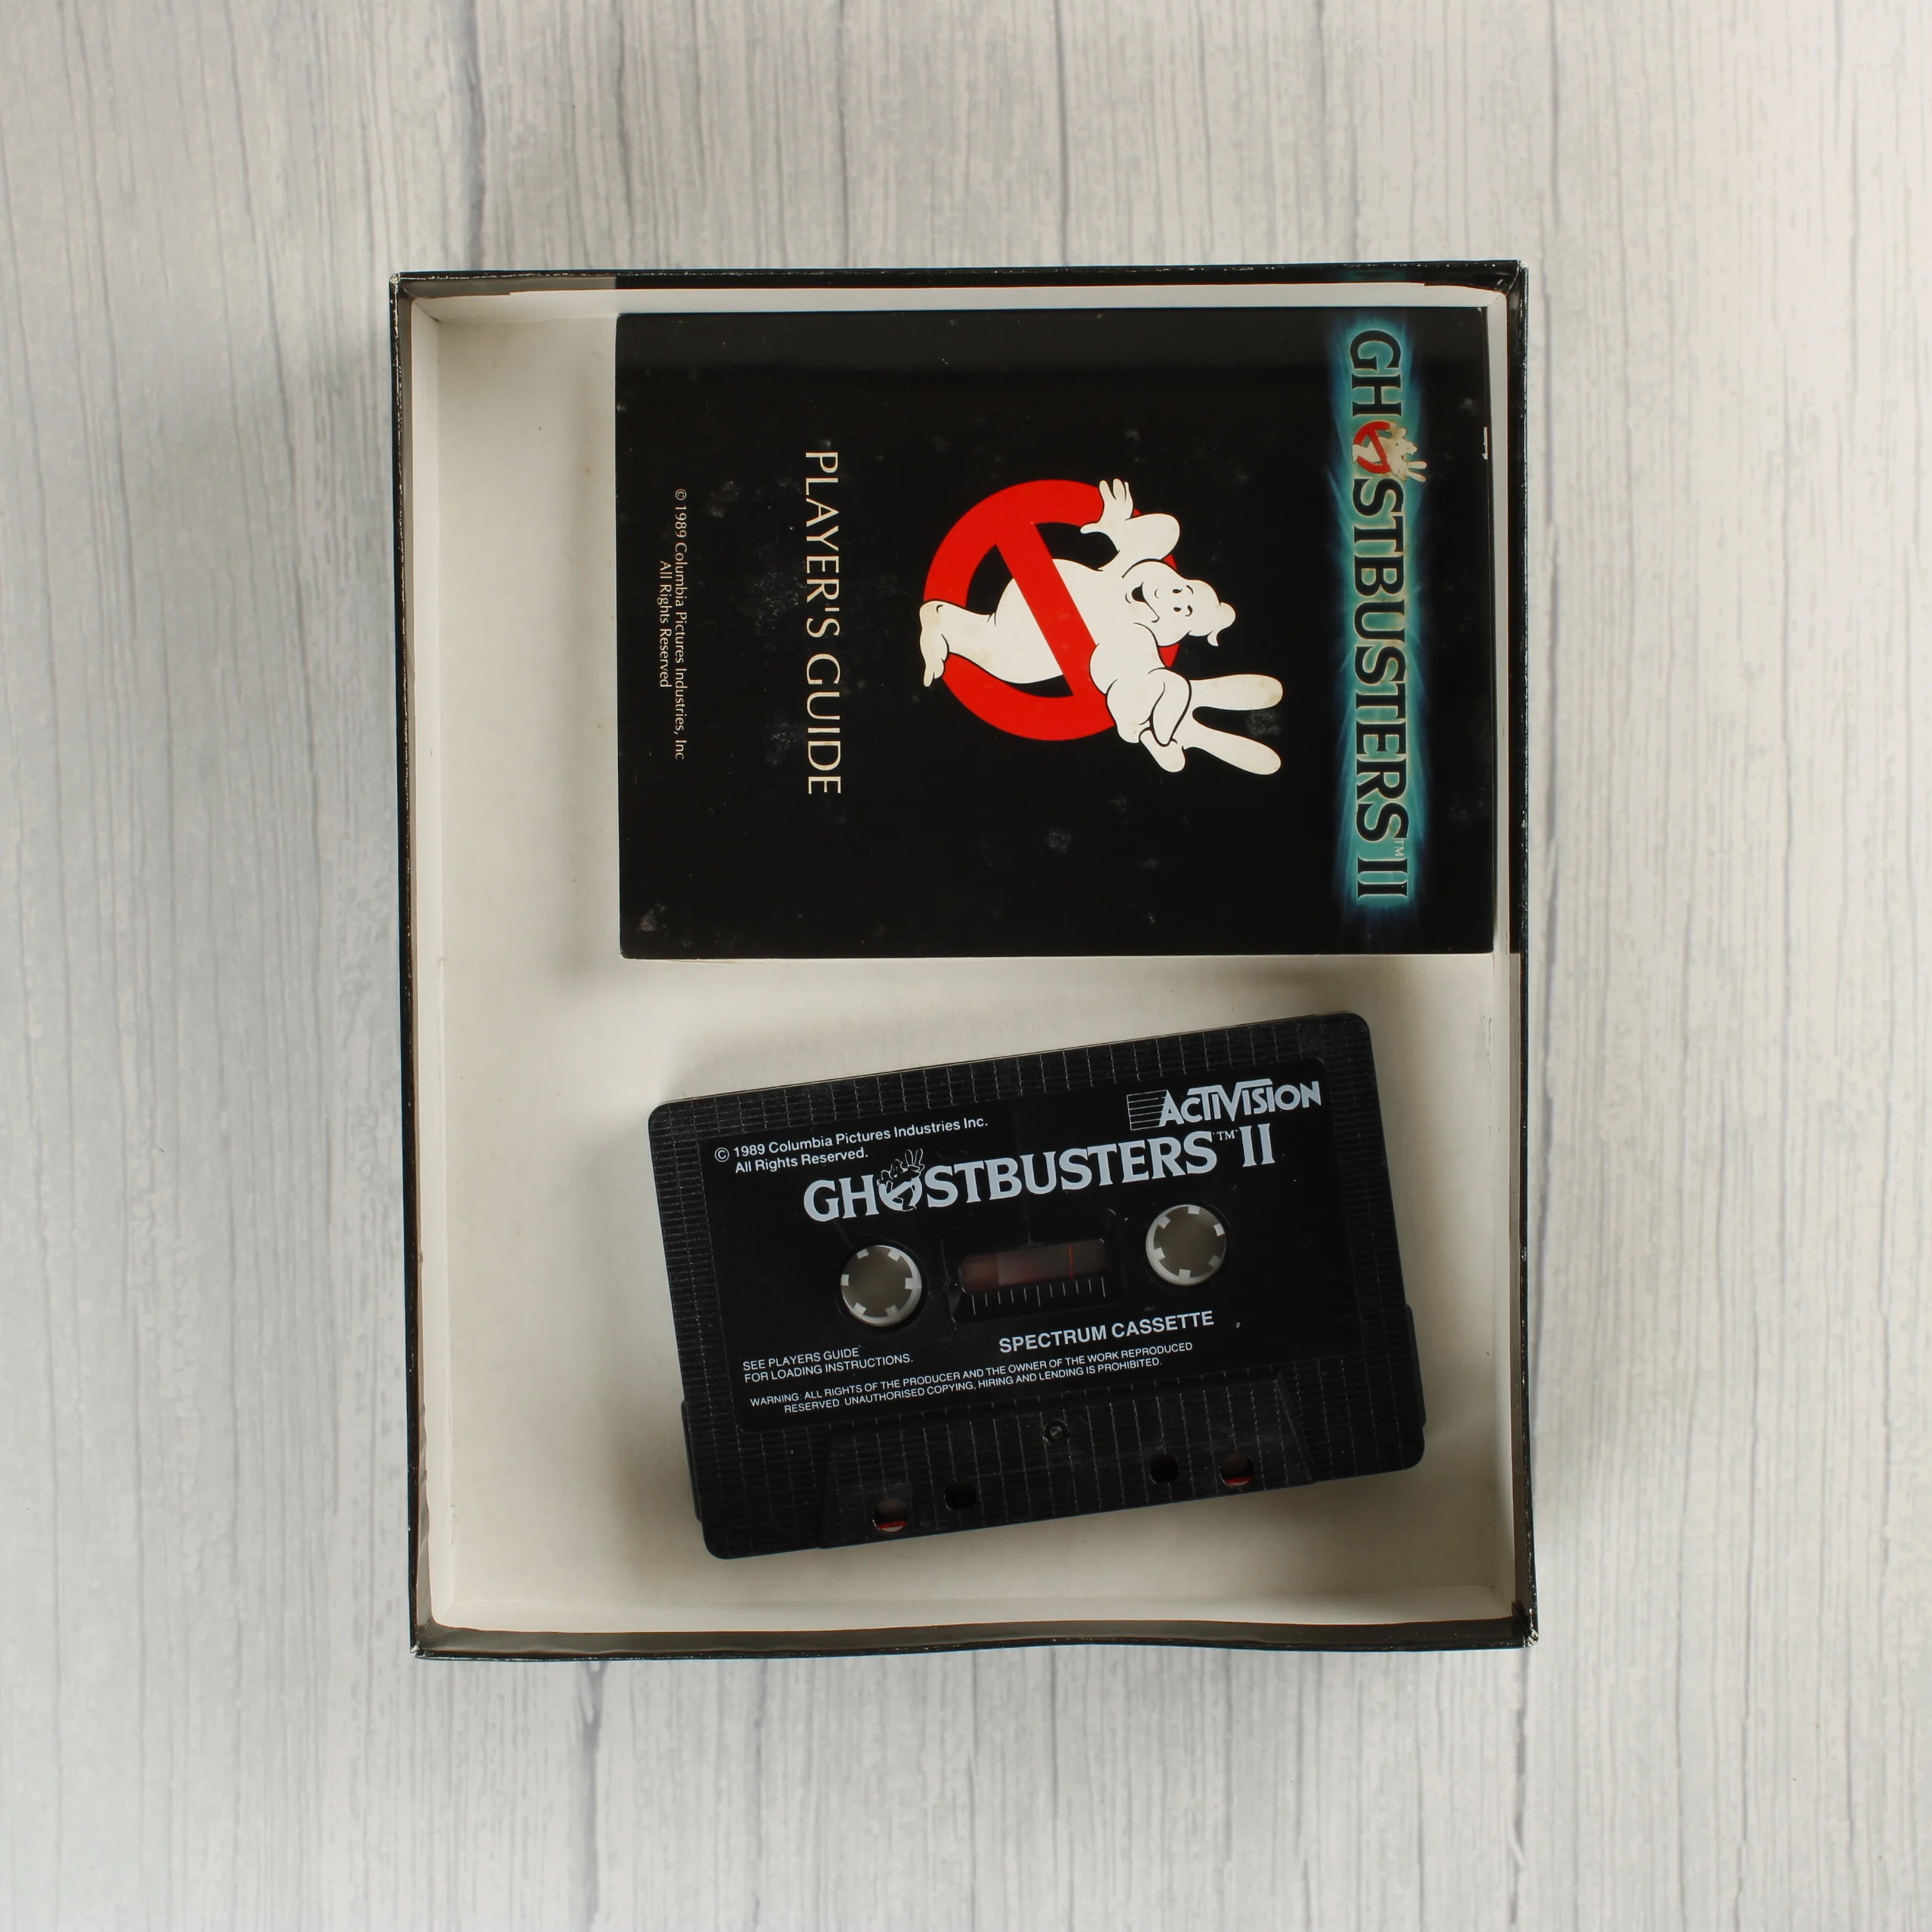 GHOSTBUSTERS™ II
PLAYER'S GUIDE
© 1989 Columbia Pictures Industries, Inc
All Rights Reserved
ACTIVISION
© 1989 Columbia Pictures Industries Inc.
All Rights Reserved.
GHOSTBUSTERS™ II
SPECTRUM CASSETTE
SEE PLAYERS GUIDE
FOR LOADING INSTRUCTIONS.
WARNING: ALL RIGHTS OF THE PRODUCER AND THE OWNER OF THE WORK REPRODUCED
RESERVED. UNAUTHORISED COPYING, HIRING AND LENDING IS PROHIBITED.